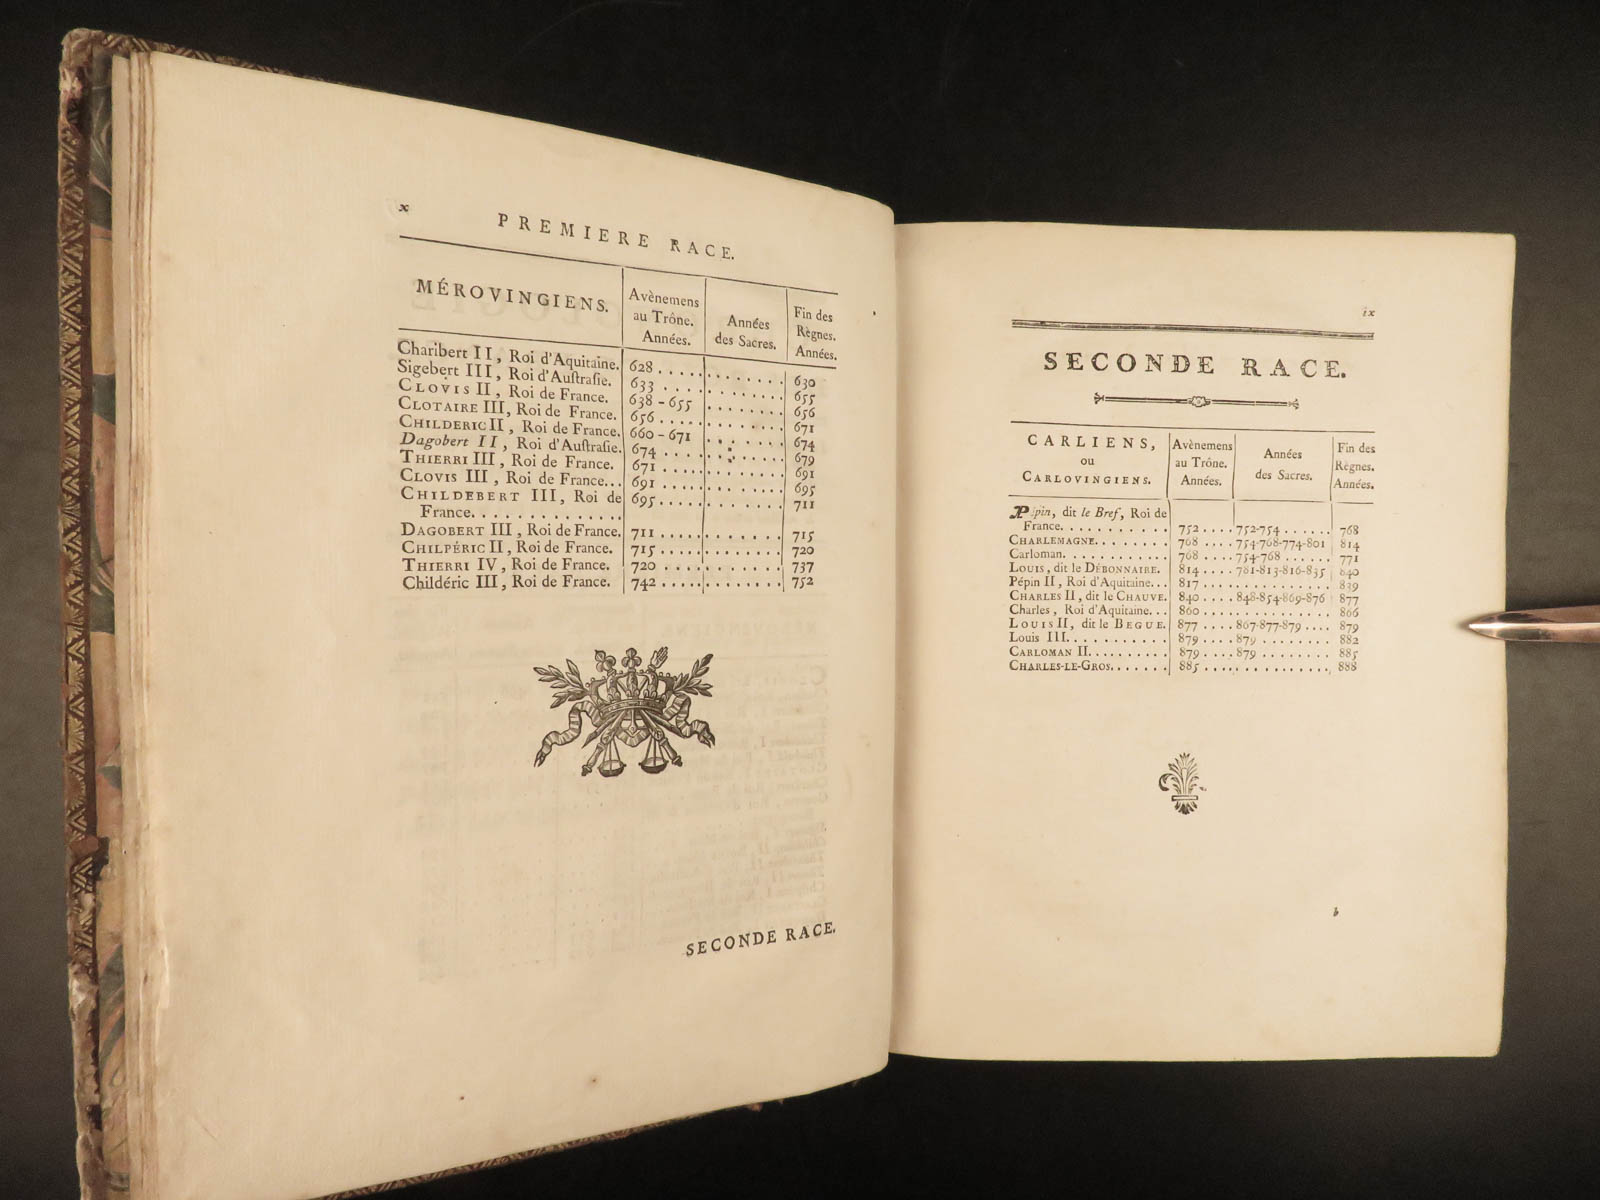 x
PREMIERE RACE.
MÉROVINGIENS. Avènemens au Trône. Années. Années des Sacres. Fin des Règnes. Années.
Charibert II, Roi d'Aquitaine. 628 . . . . . . . . . . . . . 630
Sigebert III, Roi d'Auſtraſie. 633 . . . . . . . . . . . . 655
CLOVIS II, Roi de France. 638-655 . . . . . . . 656
CLOTAIRE III, Roi de France. 656 . . . . . . . . . . . 671
CHILDERIC II, Roi de France. 660-671 . . . . . . . 674
Dagobert II, Roi d'Auſtraſie. 674 . . . . . . . . . . . 679
THIERRI III, Roi de France. 671 . . . . . . . . . . . . 691
CLOVIS III, Roi de France... 691 . . . . . . . . . . . . 695
CHILDEBERT III, Roi de 695 . . . . . . . . . . . . 711
France. . . . . . . . . . . . . .
DAGOBERT III, Roi de France. 711 . . . . . . . . . . . . 715
CHILPÉRIC II, Roi de France. 715 . . . . . . . . . . . . 720
THIERRI IV, Roi de France. 720 . . . . . . . . . . . . 737
Childéric III, Roi de France. 742 . . . . . . . . . . . . 752
SECONDE RACE.
ix
SECONDE RACE.
CARLIENS, ou CARLOVINGIENS. Avènemens au Trône. Années. Années des Sacres. Fin des Règnes. Années.
Pépin, dit le Bref, Roi de
France. . . . . . . . . . . 752 . . . . 752-754 . . . . . . 768
CHARLEMAGNE. . . . . . . . 768 . . . . 754-768-774-801 814
Carloman. . . . . . . . . . . . 768 . . . . 754-768 . . . . . . 771
LOUIS, dit le DÉBONNAIRE. 814 . . . . 781-813-816-835 840
Pépin II, Roi d'Aquitaine. . . 817 . . . . . . . . . . . . . . . . 839
CHARLES II, dit le CHAUVE. 840 . . . . 848-854-869-876 877
Charles, Roi d'Aquitaine. . . 860 . . . . . . . . . . . . . . . . 866
LOUIS II, dit le BEGUE. 877 . . . . 867-877-879 . . . . 879
Louis III. . . . . . . . . . . 879 . . . . 879 . . . . . . . . . 882
CARLOMAN II. . . . . . . . . 879 . . . . 879 . . . . . . . . 885
CHARLES-LE-GROS. . . . . . 885 . . . . . . . . . . . . . . . . 888
b